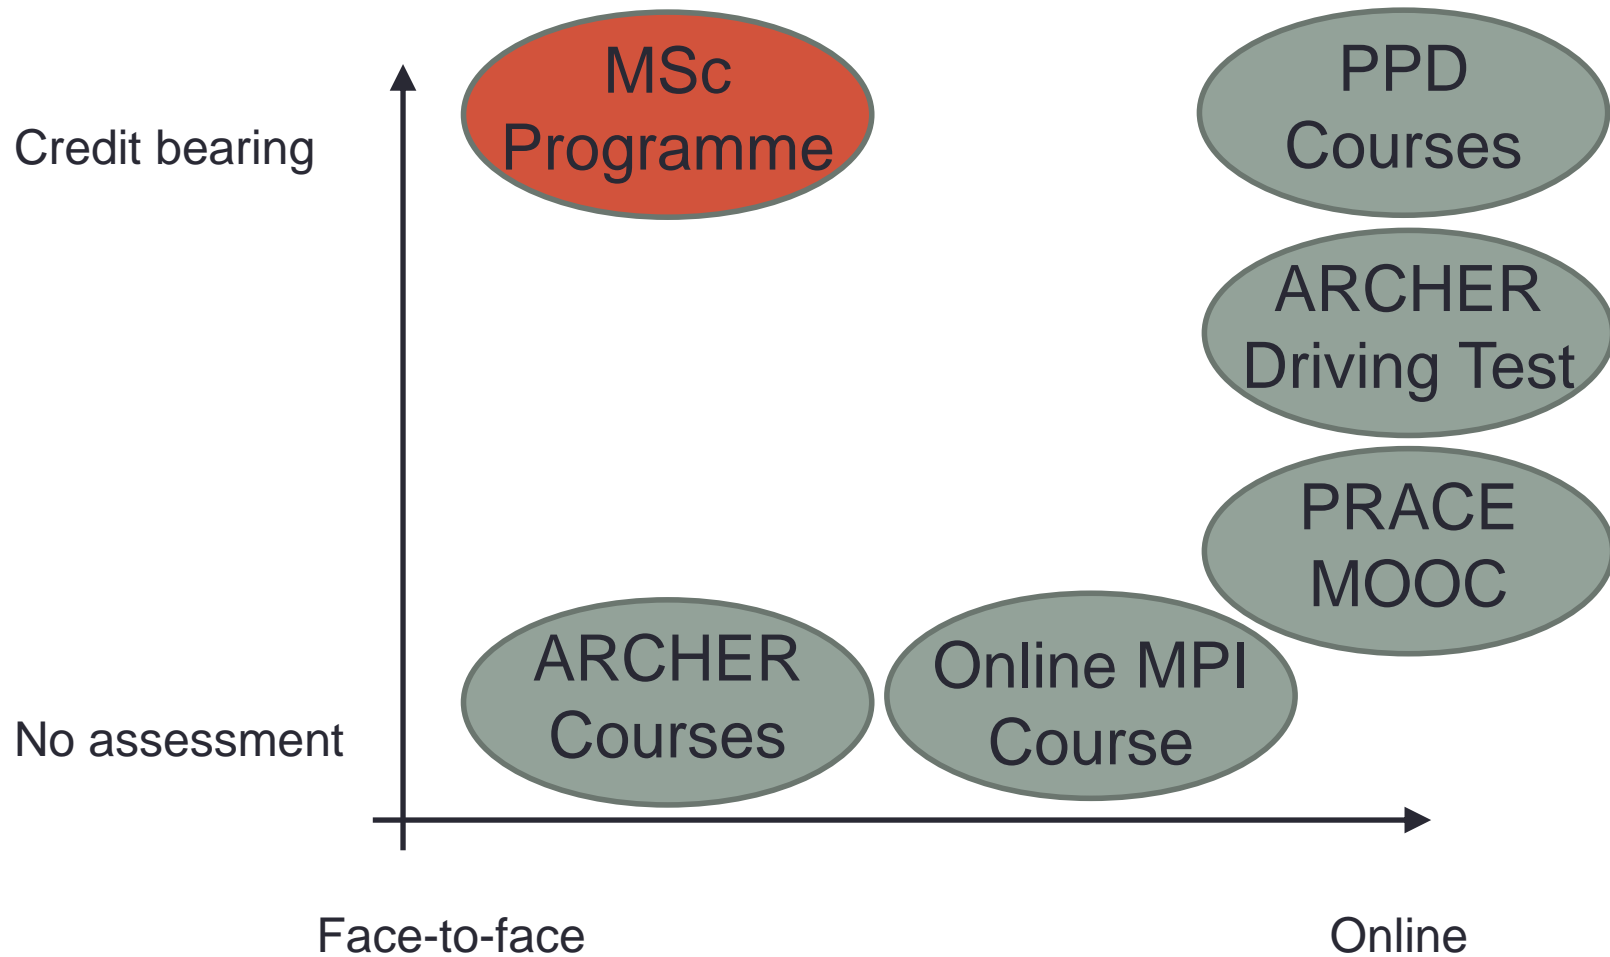 MSc
Programme
PPD
Courses
Credit bearing
ARCHER
Driving Test
PRACE
MOOC
ARCHER
Courses
Online MPI
Course
No assessment
Face-to-face
Online